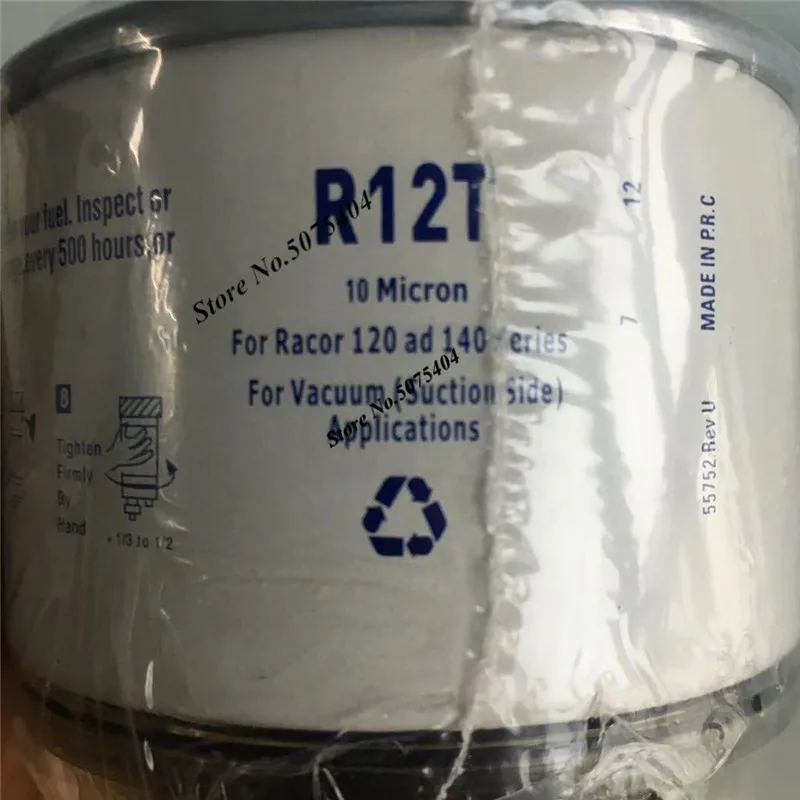 our fuel. Inspect or
every 500 hours, or
R12T
10 Micron
For Racor 120 ad 140 Series
For Vacuum (Suction Side)
Applications
Store No.5075404
Store No.5075404
8
Tighten
Firmly
By
Hand
+ 1/3 to 1/2
12
7
MADE IN P.R.C
55752 Rev U